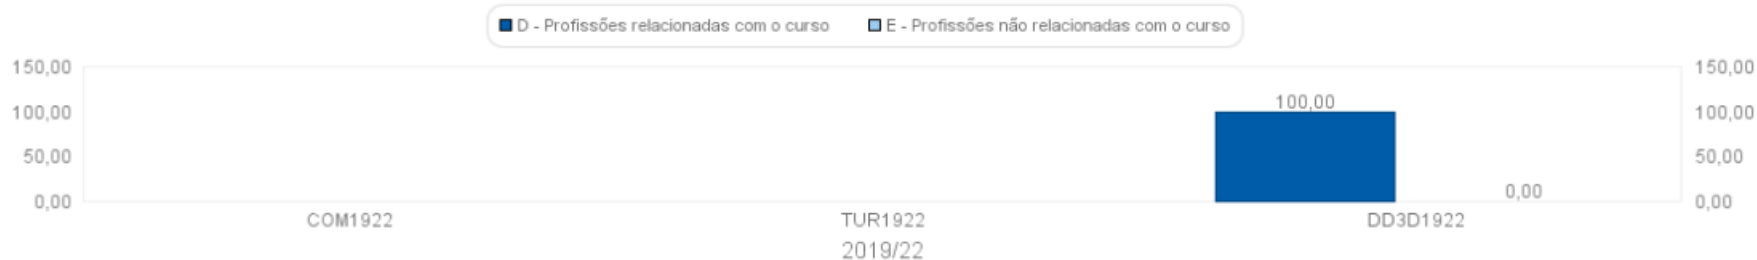 D - Profissões relacionadas com o curso E - Profissões não relacionadas com o curso
150,00 150,00
100,00 100,00 100,00
50,00 50,00
0,00 0,00 0,00
COM1922 TUR1922 DD3D1922
2019/22